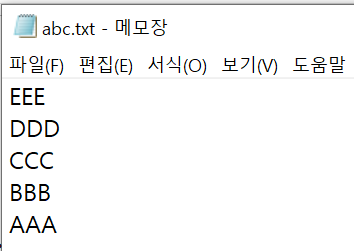 abc.txt - 메모장
파일(F) 편집(E) 서식(O) 보기(V) 도움말
EEE
DDD
CCC
BBB
AAA